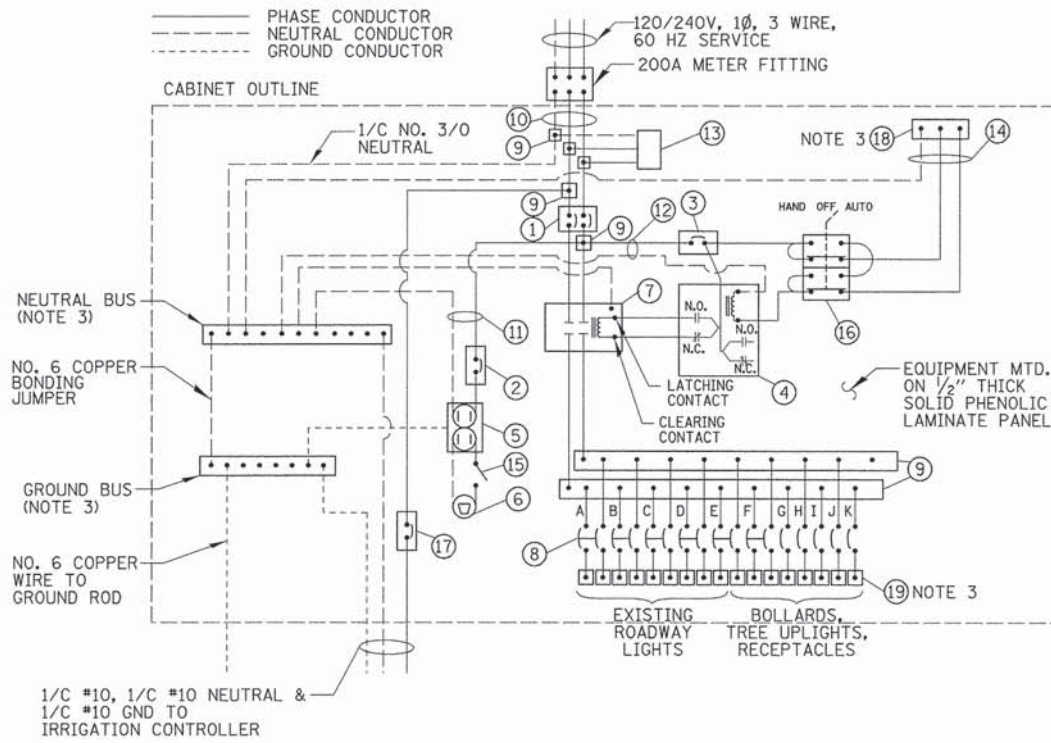 PHASE CONDUCTOR
NEUTRAL CONDUCTOR
GROUND CONDUCTOR
120/240V, 1Ø, 3 WIRE,
60 HZ SERVICE
200A METER FITTING
CABINET OUTLINE
1/C NO. 3/0
NEUTRAL
10
9
13
NOTE 3 18
14
9
1
9
12
3
HAND OFF AUTO
16
NEUTRAL BUS
(NOTE 3)
11
7
N.O.
N.C.
N.O.
N.C.
4
LATCHING
CONTACT
CLEARING
CONTACT
NO. 6 COPPER
BONDING
JUMPER
2
5
15
6
EQUIPMENT MTD.
ON 1/2" THICK
SOLID PHENOLIC
LAMINATE PANEL
GROUND BUS
(NOTE 3)
9
A B C D E F G H I J K
8
17
NO. 6 COPPER
WIRE TO
GROUND ROD
19 NOTE 3
EXISTING
ROADWAY
LIGHTS
BOLLARDS,
TREE UPLIGHTS,
RECEPTACLES
1/C #10, 1/C #10 NEUTRAL &
1/C #10 GND TO
IRRIGATION CONTROLLER